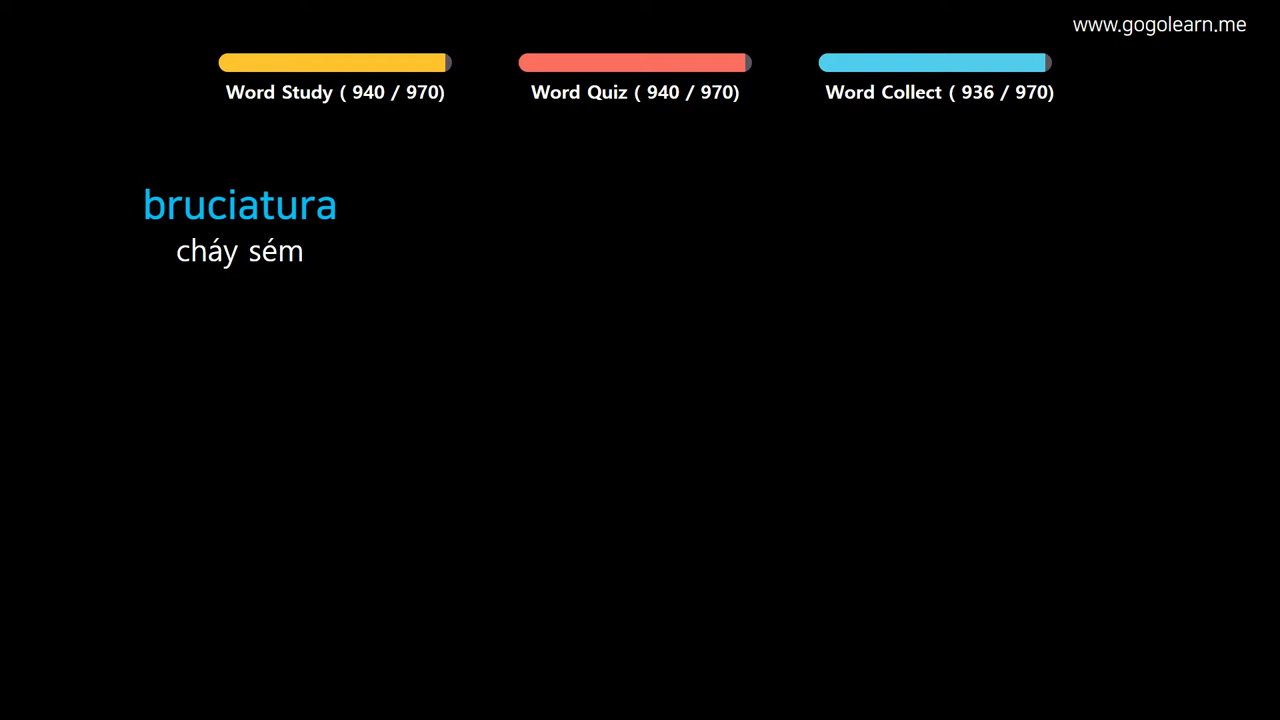 www.gogolearn.me
Word Study ( 940 / 970)
Word Quiz ( 940 / 970)
Word Collect ( 936 / 970)
bruciatura
cháy sém